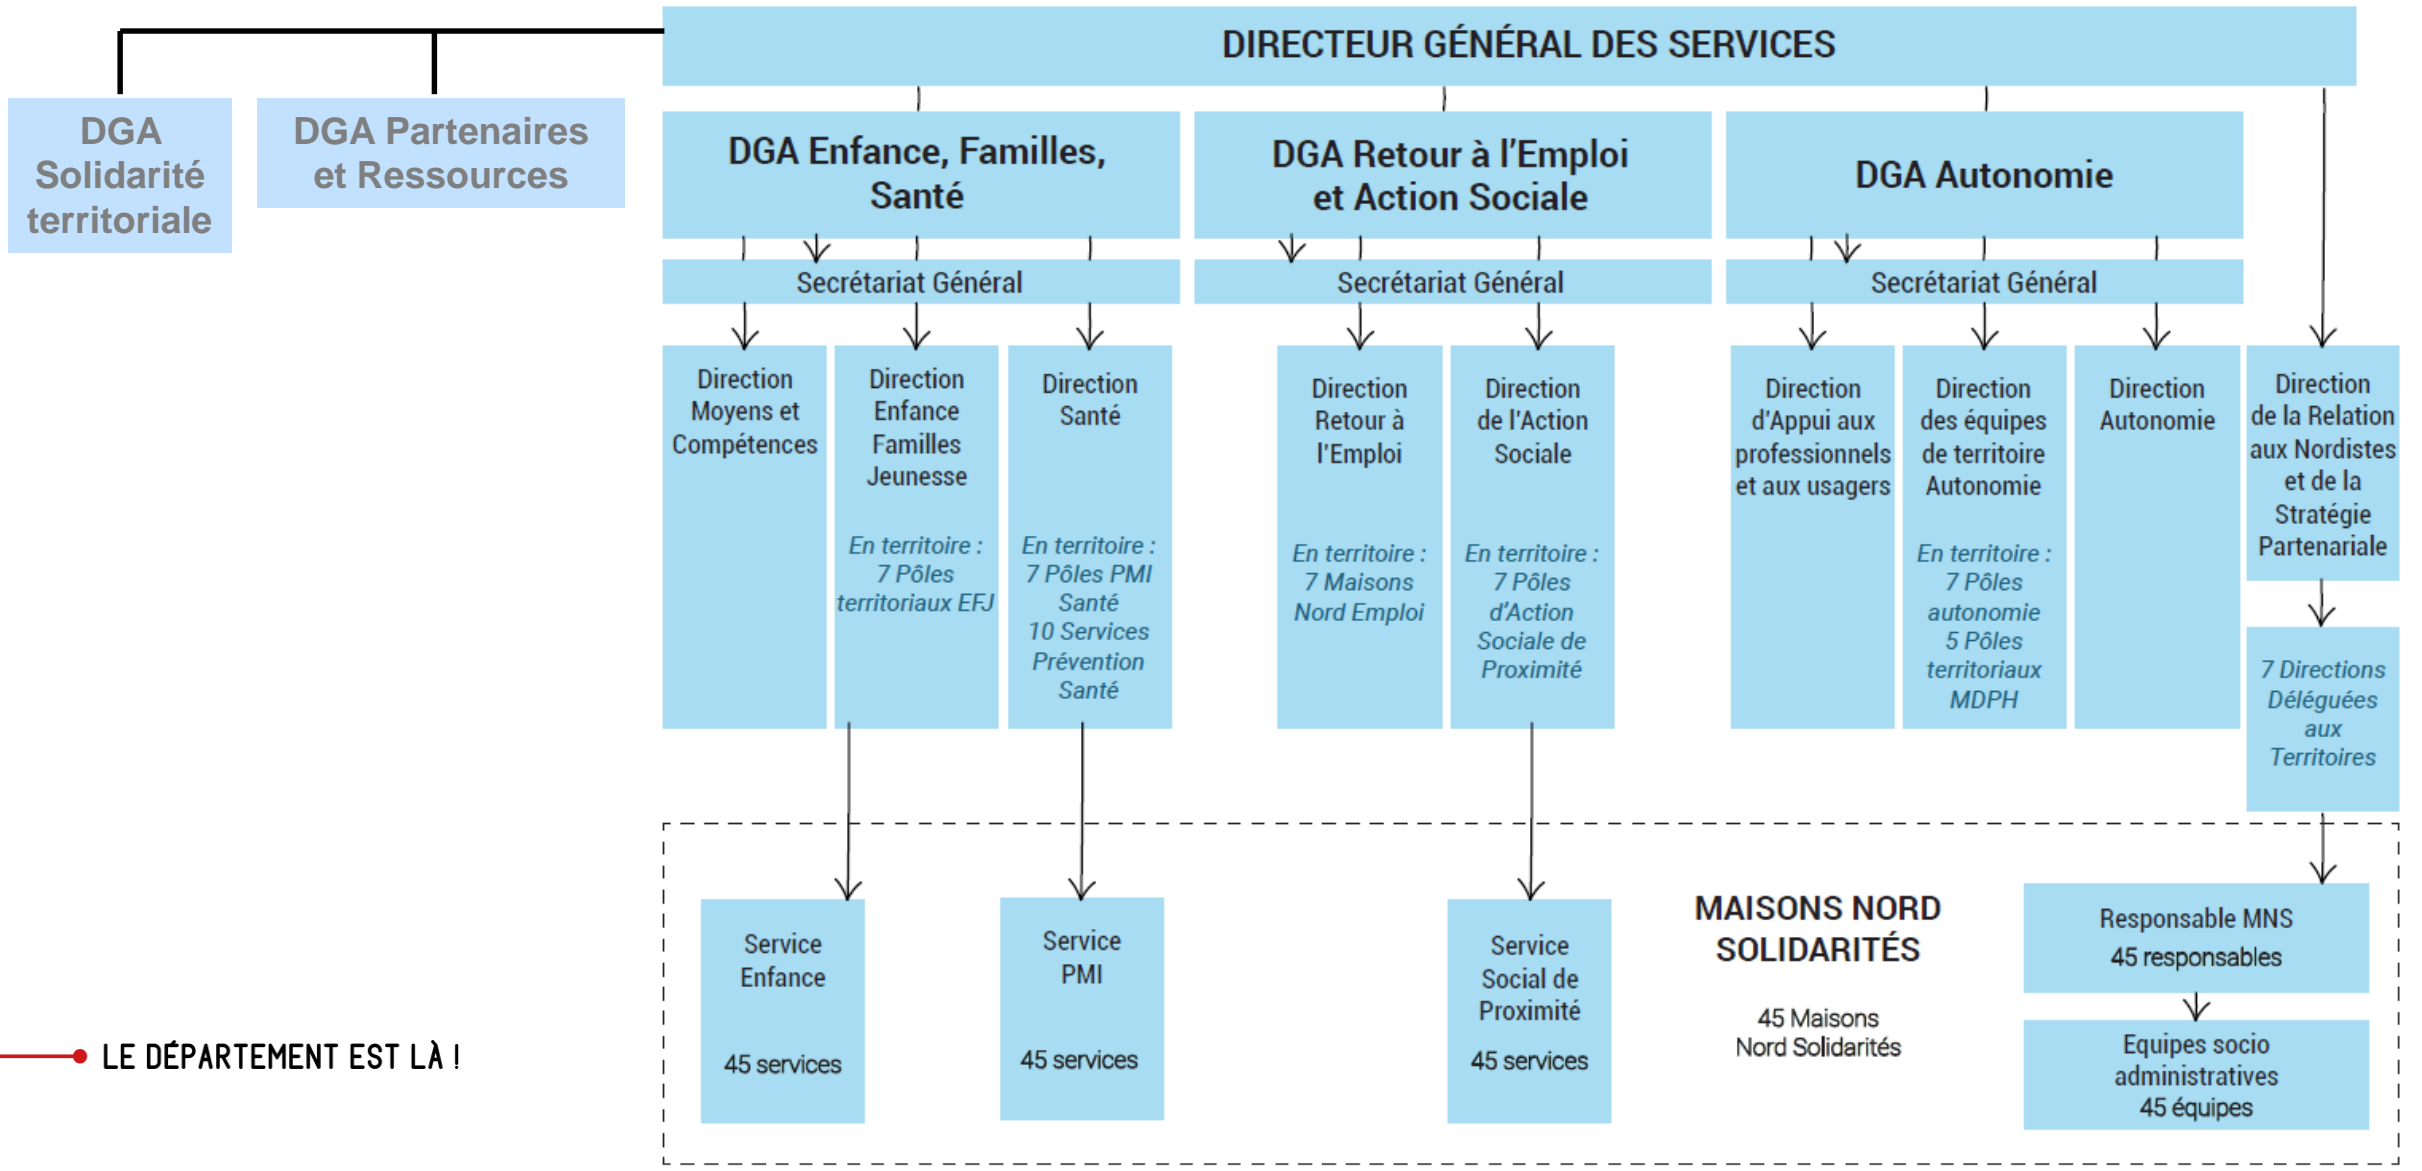 DIRECTEUR GÉNÉRAL DES SERVICES
DGA
Solidarité
territoriale
DGA Partenaires
et Ressources
DGA Enfance, Familles,
Santé
DGA Retour à l'Emploi
et Action Sociale
DGA Autonomie
Secrétariat Général
Secrétariat Général
Secrétariat Général
Direction
Moyens et
Compétences
Direction
Enfance
Familles
Jeunesse
En territoire :
7 Pôles
territoriaux EFJ
Direction
Santé
En territoire :
7 Pôles PMI
Santé
10 Services
Prévention
Santé
Direction
Retour à
l'Emploi
En territoire :
7 Maisons
Nord Emploi
Direction
de l'Action
Sociale
En territoire :
7 Pôles
d'Action
Sociale de
Proximité
Direction
d'Appui aux
professionnels
et aux usagers
Direction
des équipes
de territoire
Autonomie
En territoire :
7 Pôles
autonomie
5 Pôles
territoriaux
MDPH
Direction
Autonomie
Direction
de la Relation
aux Nordistes
et de la
Stratégie
Partenariale
7 Directions
Déléguées
aux
Territoires
Service
Enfance
45 services
Service
PMI
45 services
Service
Social de
Proximité
45 services
MAISONS NORD
SOLIDARITÉS
45 Maisons
Nord Solidarités
Responsable MNS
45 responsables
Equipes socio
administratives
45 équipes
LE DÉPARTEMENT EST LÀ !